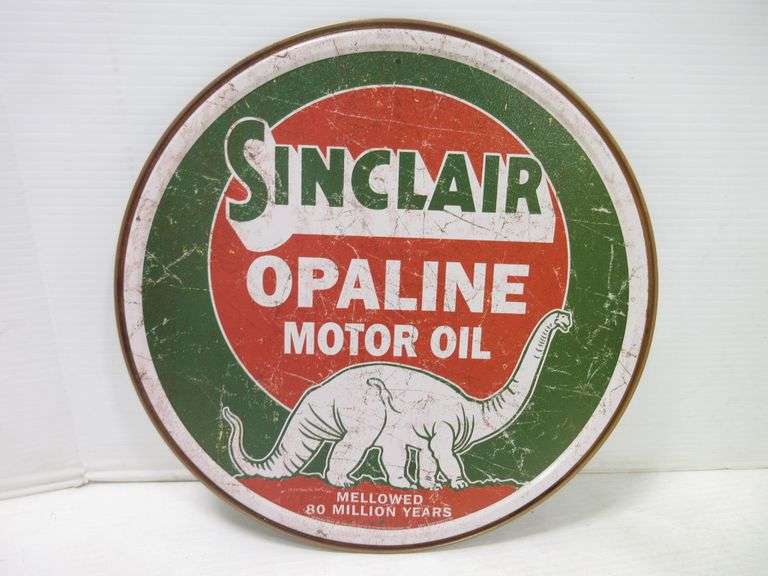 SINCLAIR
OPALINE
MOTOR OIL
MELLOWED
80 MILLION YEARS